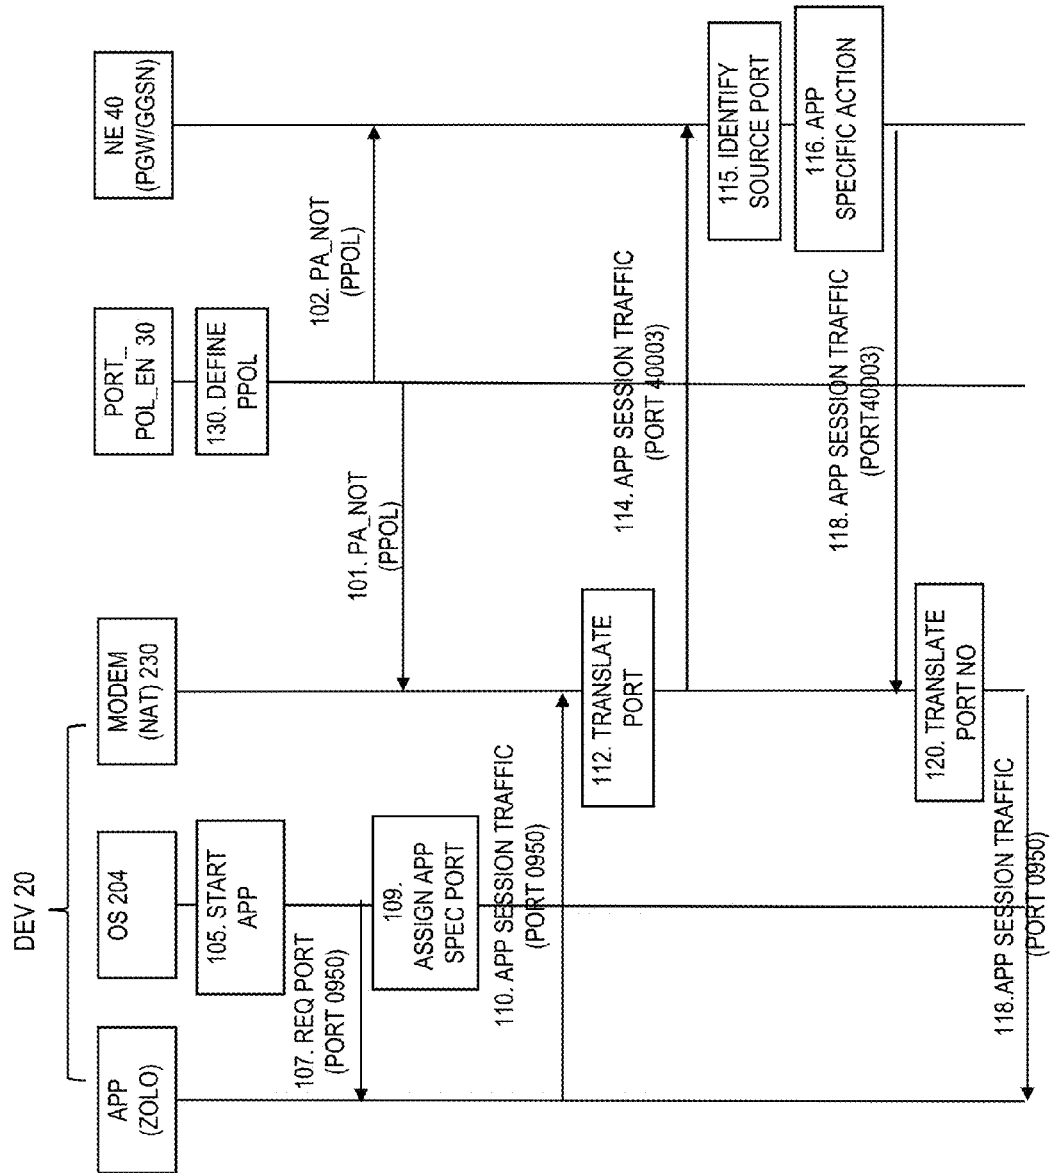 DEV 20
APP
(ZOLO)
OS 204
MODEM
(NAT) 230
PORT_
POL_EN 30
NE 40
(PGW/GGSN)
105. START
APP
130. DEFINE
PPOL
107. REQ PORT
(PORT 0950)
101. PA_NOT
(PPOL)
102. PA_NOT
(PPOL)
109.
ASSIGN APP
SPEC PORT
110. APP SESSION TRAFFIC
(PORT 0950)
112. TRANSLATE
PORT
114. APP SESSION TRAFFIC
(PORT 40003)
115. IDENTIFY
SOURCE PORT
116. APP
SPECIFIC ACTION
118. APP SESSION TRAFFIC
(PORT40003)
120. TRANSLATE
PORT NO
118.APP SESSION TRAFFIC
(PORT 0950)